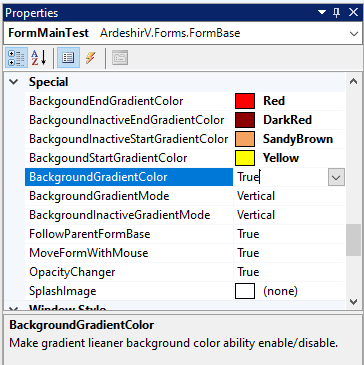 Properties
FormMainTest ArdeshirV.Forms.FormBase
Special
BackgoundEndGradientColor Red
BackgoundInactiveEndGradientColor DarkRed
BackgoundInactiveStartGradientColor SandyBrown
BackgoundStartGradientColor Yellow
BackgroundGradientColor True
BackgroundGradientMode Vertical
BackgroundInactiveGradientMode Vertical
FollowParentFormBase True
MoveFormWithMouse True
OpacityChanger True
SplashImage (none)
Window Style
BackgroundGradientColor
Make gradient lieaner background color ability enable/disable.